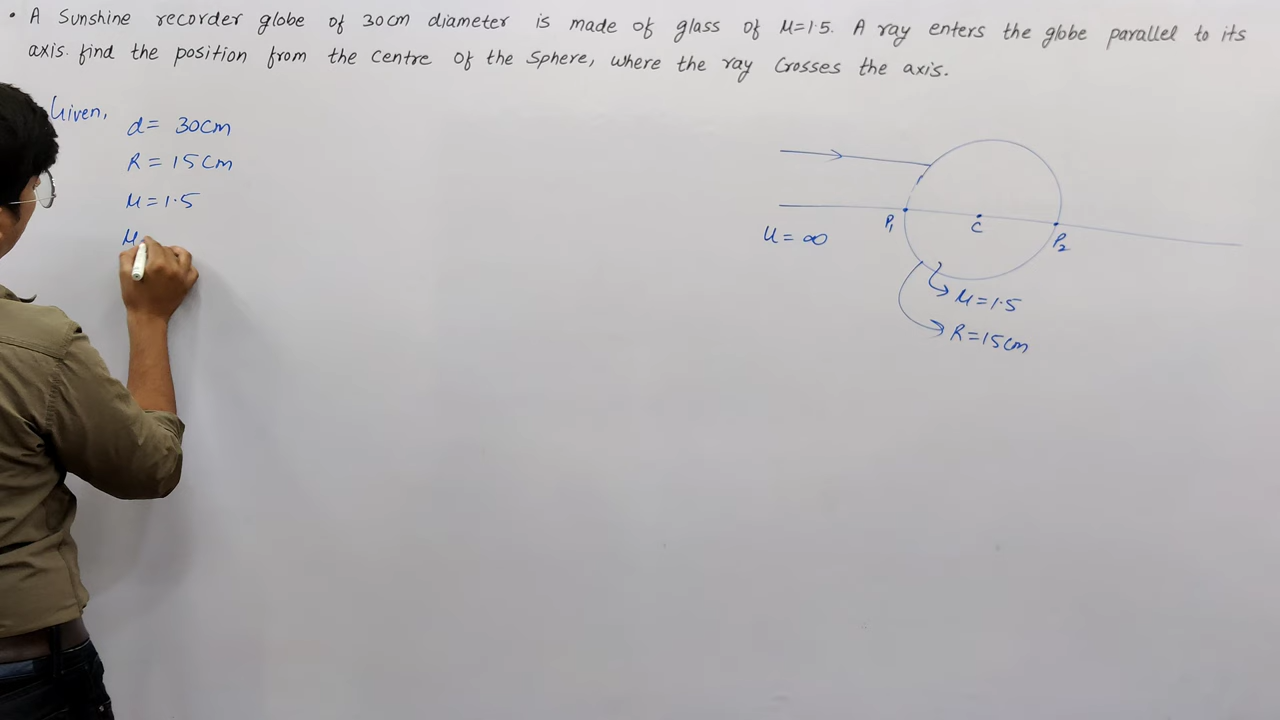 • A Sunshine recorder globe of 30cm diameter is made of glass of μ=1.5. A ray enters the globe parallel to its
axis. find the position from the Centre of the Sphere, where the ray Crosses the axis.
Given,
d = 30cm
R = 15cm
μ = 1.5
μ
P₁
C
P₂
u = ∞
μ=1.5
R=15cm